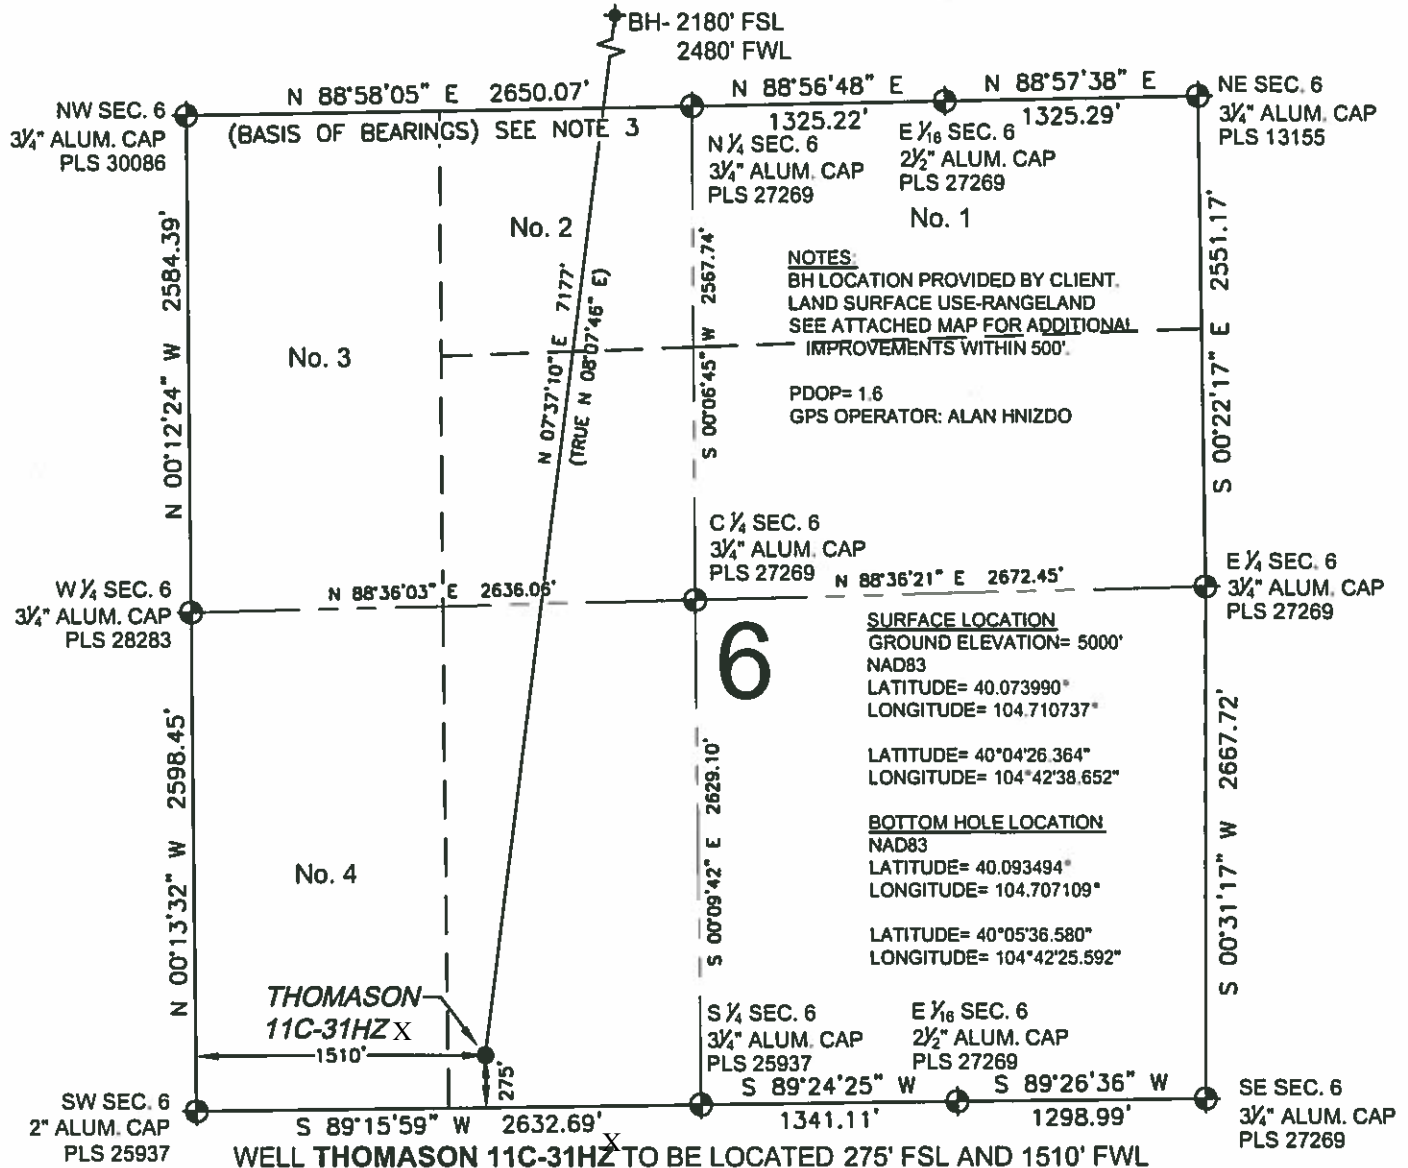 BH- 2180' FSL
2480' FWL
N 88°58'05" E 2650.07'
(BASIS OF BEARINGS) SEE NOTE 3
N 88°56'48" E
1325.22'
N 88°57'38" E
1325.29'
NW SEC. 6
3¼" ALUM. CAP
PLS 30086
N ¼ SEC. 6
3¼" ALUM. CAP
PLS 27269
E 1⁄16 SEC. 6
2½" ALUM. CAP
PLS 27269
NE SEC. 6
3¼" ALUM. CAP
PLS 13155
No. 1
No. 2
No. 3
N 00°12'24" W 2584.39'
N 07°37'10" E 7177'
(TRUE N 08°07'46" E)
S 00°06'45" W 2567.74'
S 00°22'17" E 2551.17'
NOTES:
BH LOCATION PROVIDED BY CLIENT.
LAND SURFACE USE-RANGELAND
SEE ATTACHED MAP FOR ADDITIONAL
IMPROVEMENTS WITHIN 500'.
PDOP= 1.6
GPS OPERATOR: ALAN HNIZDO
W ¼ SEC. 6
3¼" ALUM. CAP
PLS 28283
N 88°36'03" E 2636.06'
C ¼ SEC. 6
3¼" ALUM. CAP
PLS 27269
N 88°36'21" E 2672.45'
E ¼ SEC. 6
3¼" ALUM. CAP
PLS 27269
6
SURFACE LOCATION
GROUND ELEVATION= 5000'
NAD83
LATITUDE= 40.073990°
LONGITUDE= 104.710737°
LATITUDE= 40°04'26.364"
LONGITUDE= 104°42'38.652"
BOTTOM HOLE LOCATION
NAD83
LATITUDE= 40.093494°
LONGITUDE= 104.707109°
LATITUDE= 40°05'36.580"
LONGITUDE= 104°42'25.592"
N 00°13'32" W 2598.45'
No. 4
S 00°09'42" E 2629.10'
S 00°31'17" W 2667.72'
THOMASON
11C-31HZ X
1510'
275'
SW SEC. 6
2" ALUM. CAP
PLS 25937
S 89°15'59" W 2632.69'
S ¼ SEC. 6
3¼" ALUM. CAP
PLS 25937
E 1⁄16 SEC. 6
2½" ALUM. CAP
PLS 27269
S 89°24'25" W
1341.11'
S 89°26'36" W
1298.99'
SE SEC. 6
3¼" ALUM. CAP
PLS 27269
WELL THOMASON 11C-31HZ X TO BE LOCATED 275' FSL AND 1510' FWL